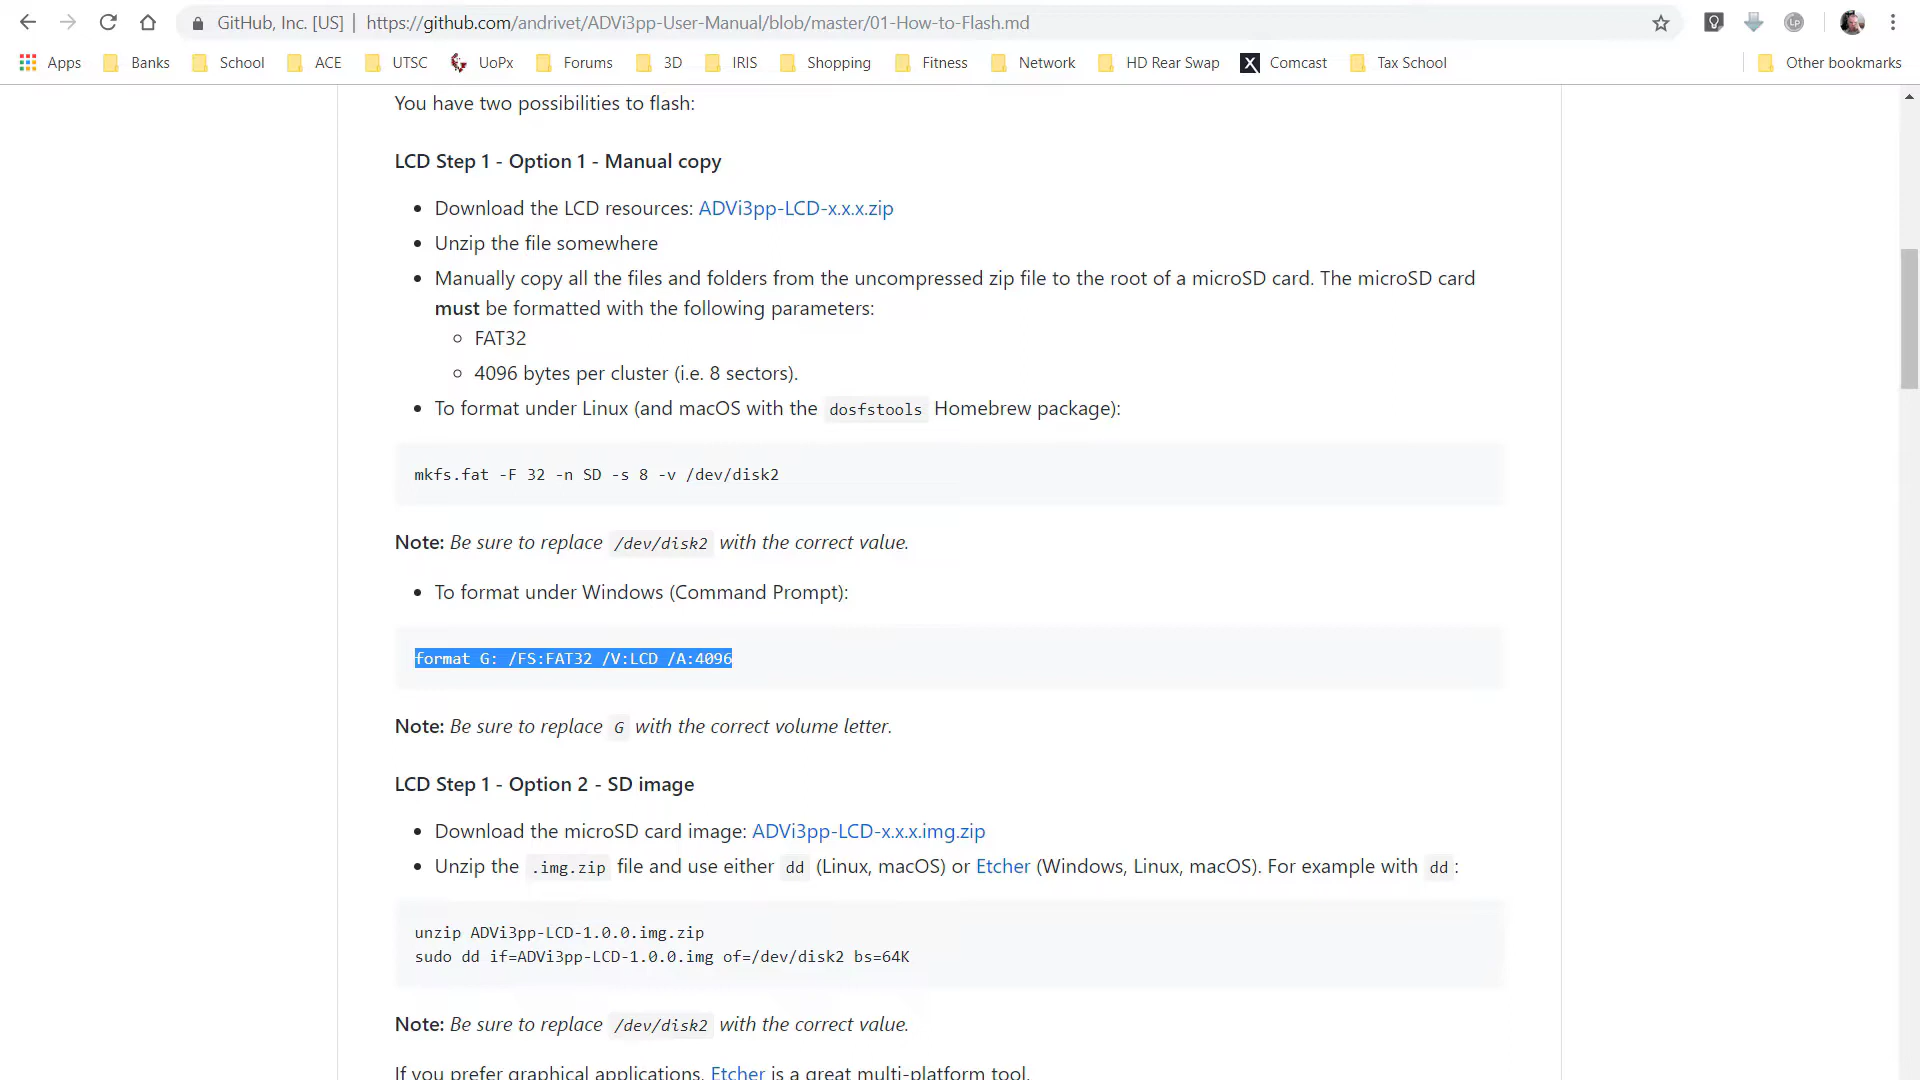 GitHub, Inc. [US] | https://github.com/andrivet/ADVi3pp-User-Manual/blob/master/01-How-to-Flash.md
Apps Banks School ACE UTSC UoPx Forums 3D IRIS Shopping Fitness Network HD Rear Swap X Comcast Tax School Other bookmarks
You have two possibilities to flash:
LCD Step 1 - Option 1 - Manual copy
• Download the LCD resources: ADVi3pp-LCD-x.x.x.zip
• Unzip the file somewhere
• Manually copy all the files and folders from the uncompressed zip file to the root of a microSD card. The microSD card
must be formatted with the following parameters:
◦ FAT32
◦ 4096 bytes per cluster (i.e. 8 sectors).
• To format under Linux (and macOS with the dosfstools Homebrew package):
mkfs.fat -F 32 -n SD -s 8 -v /dev/disk2
Note: Be sure to replace /dev/disk2 with the correct value.
• To format under Windows (Command Prompt):
format G: /FS:FAT32 /V:LCD /A:4096
Note: Be sure to replace G with the correct volume letter.
LCD Step 1 - Option 2 - SD image
• Download the microSD card image: ADVi3pp-LCD-x.x.x.img.zip
• Unzip the .img.zip file and use either dd (Linux, macOS) or Etcher (Windows, Linux, macOS). For example with dd :
unzip ADVi3pp-LCD-1.0.0.img.zip
sudo dd if=ADVi3pp-LCD-1.0.0.img of=/dev/disk2 bs=64K
Note: Be sure to replace /dev/disk2 with the correct value.
If you prefer graphical applications, Etcher is a great multi-platform tool.